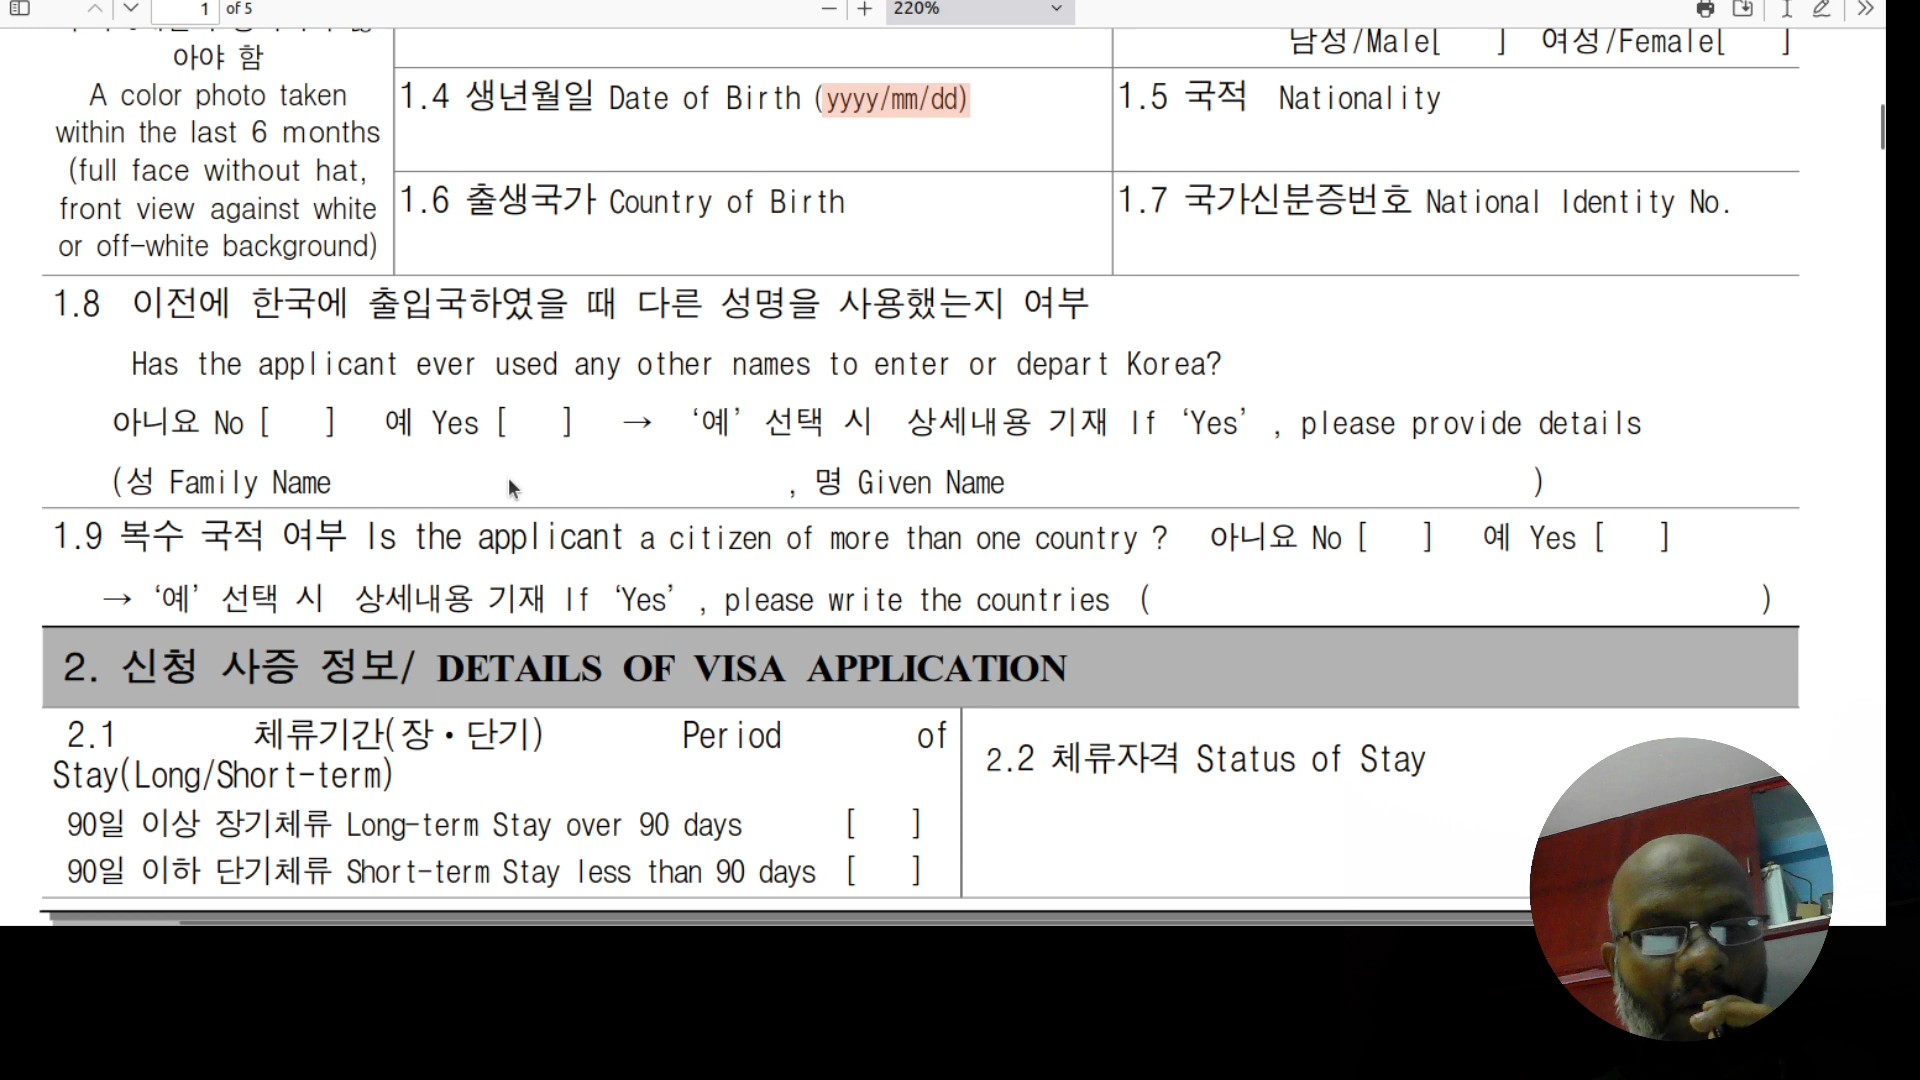 1 of 5
220%
아야 함
A color photo taken
within the last 6 months
(full face without hat,
front view against white
or off-white background)
남성/Male[ ] 여성/Female[ ]
1.4 생년월일 Date of Birth (yyyy/mm/dd)
1.5 국적 Nationality
1.6 출생국가 Country of Birth
1.7 국가신분증번호 National Identity No.
1.8 이전에 한국에 출입국하였을 때 다른 성명을 사용했는지 여부
Has the applicant ever used any other names to enter or depart Korea?
아니요 No [ ] 예 Yes [ ] → ‘예’ 선택 시 상세내용 기재 If ‘Yes’ , please provide details
(성 Family Name , 명 Given Name )
1.9 복수 국적 여부 Is the applicant a citizen of more than one country ? 아니요 No [ ] 예 Yes [ ]
→ ‘예’ 선택 시 상세내용 기재 If ‘Yes’ , please write the countries ( )
2. 신청 사증 정보/ DETAILS OF VISA APPLICATION
2.1 체류기간(장·단기) Period of
Stay(Long/Short-term)
90일 이상 장기체류 Long-term Stay over 90 days [ ]
90일 이하 단기체류 Short-term Stay less than 90 days [ ]
2.2 체류자격 Status of Stay